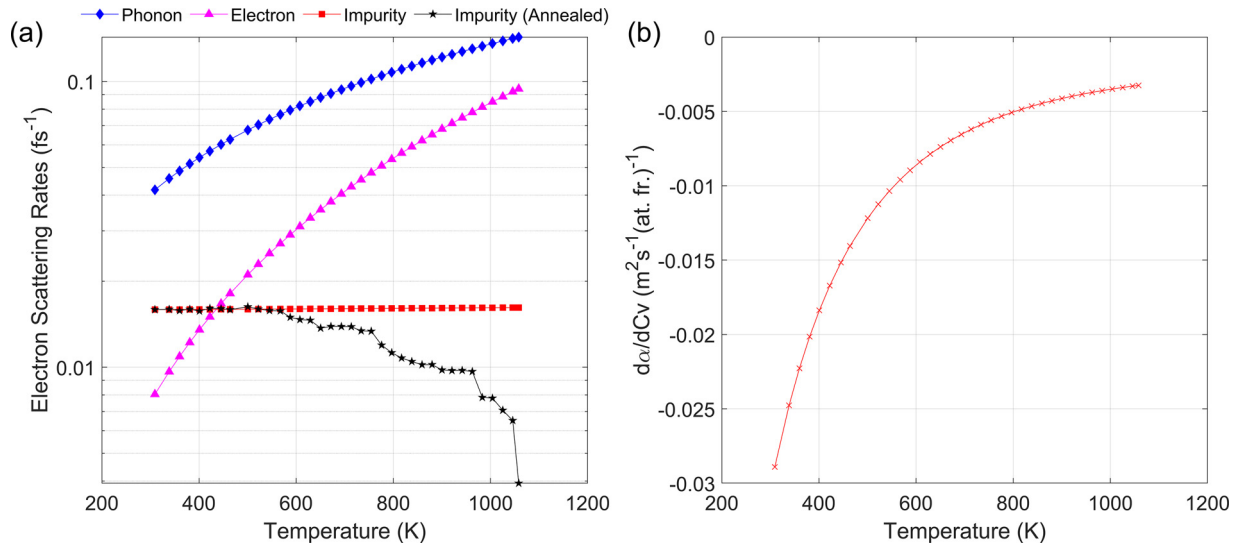 Phonon Electron Impurity Impurity (Annealed)
(a)
0.1
0.01
Electron Scattering Rates (fs⁻¹)
200 400 600 800 1000 1200
Temperature (K)
(b)
0
-0.005
-0.01
-0.015
-0.02
-0.025
-0.03
dα/dCv (m²s⁻¹(at. fr.)⁻¹)
200 400 600 800 1000 1200
Temperature (K)